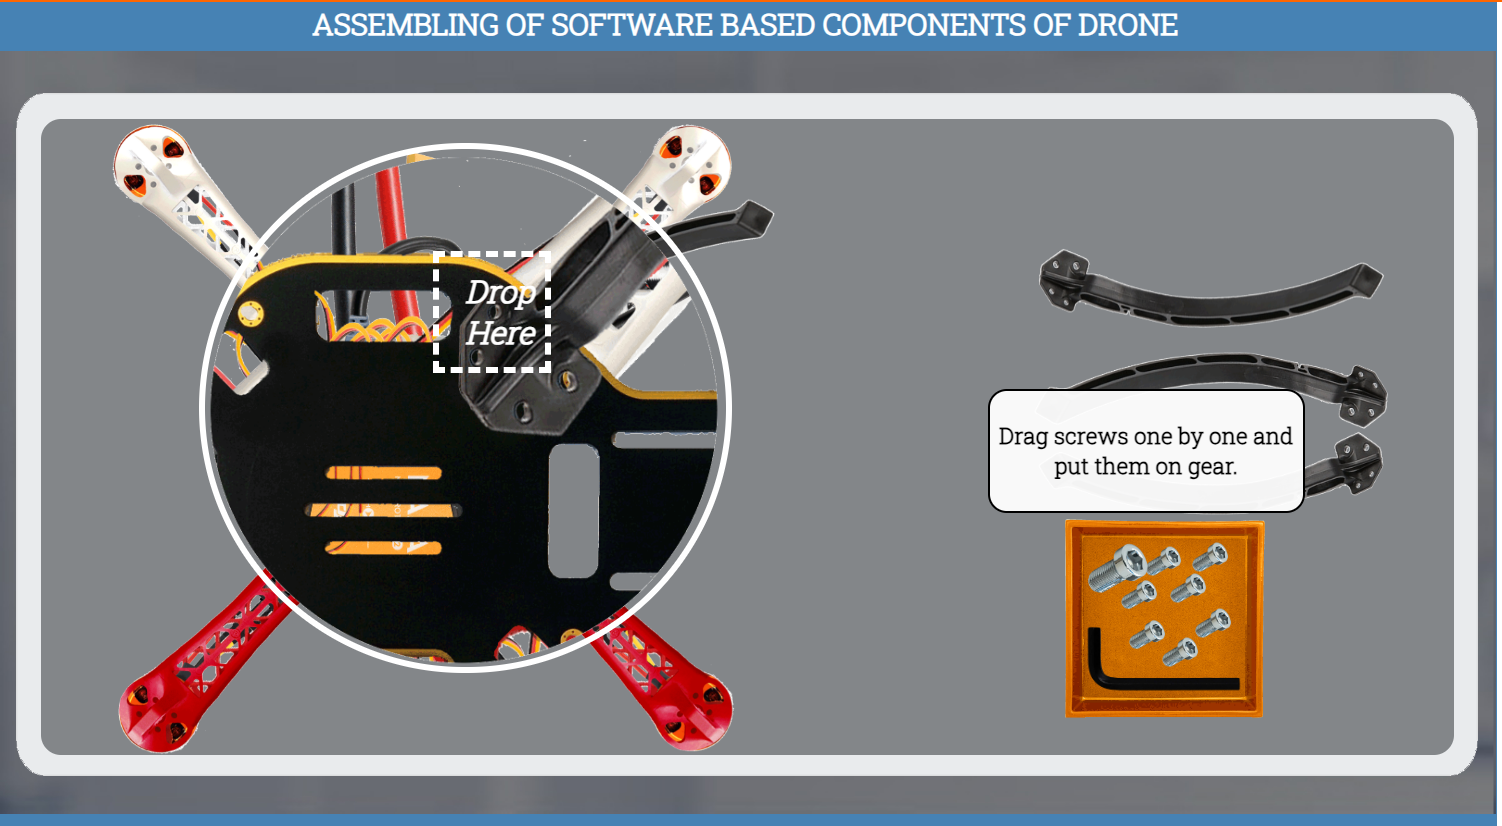 ASSEMBLING OF SOFTWARE BASED COMPONENTS OF DRONE
Drop
Here
Drag screws one by one and
put them on gear.